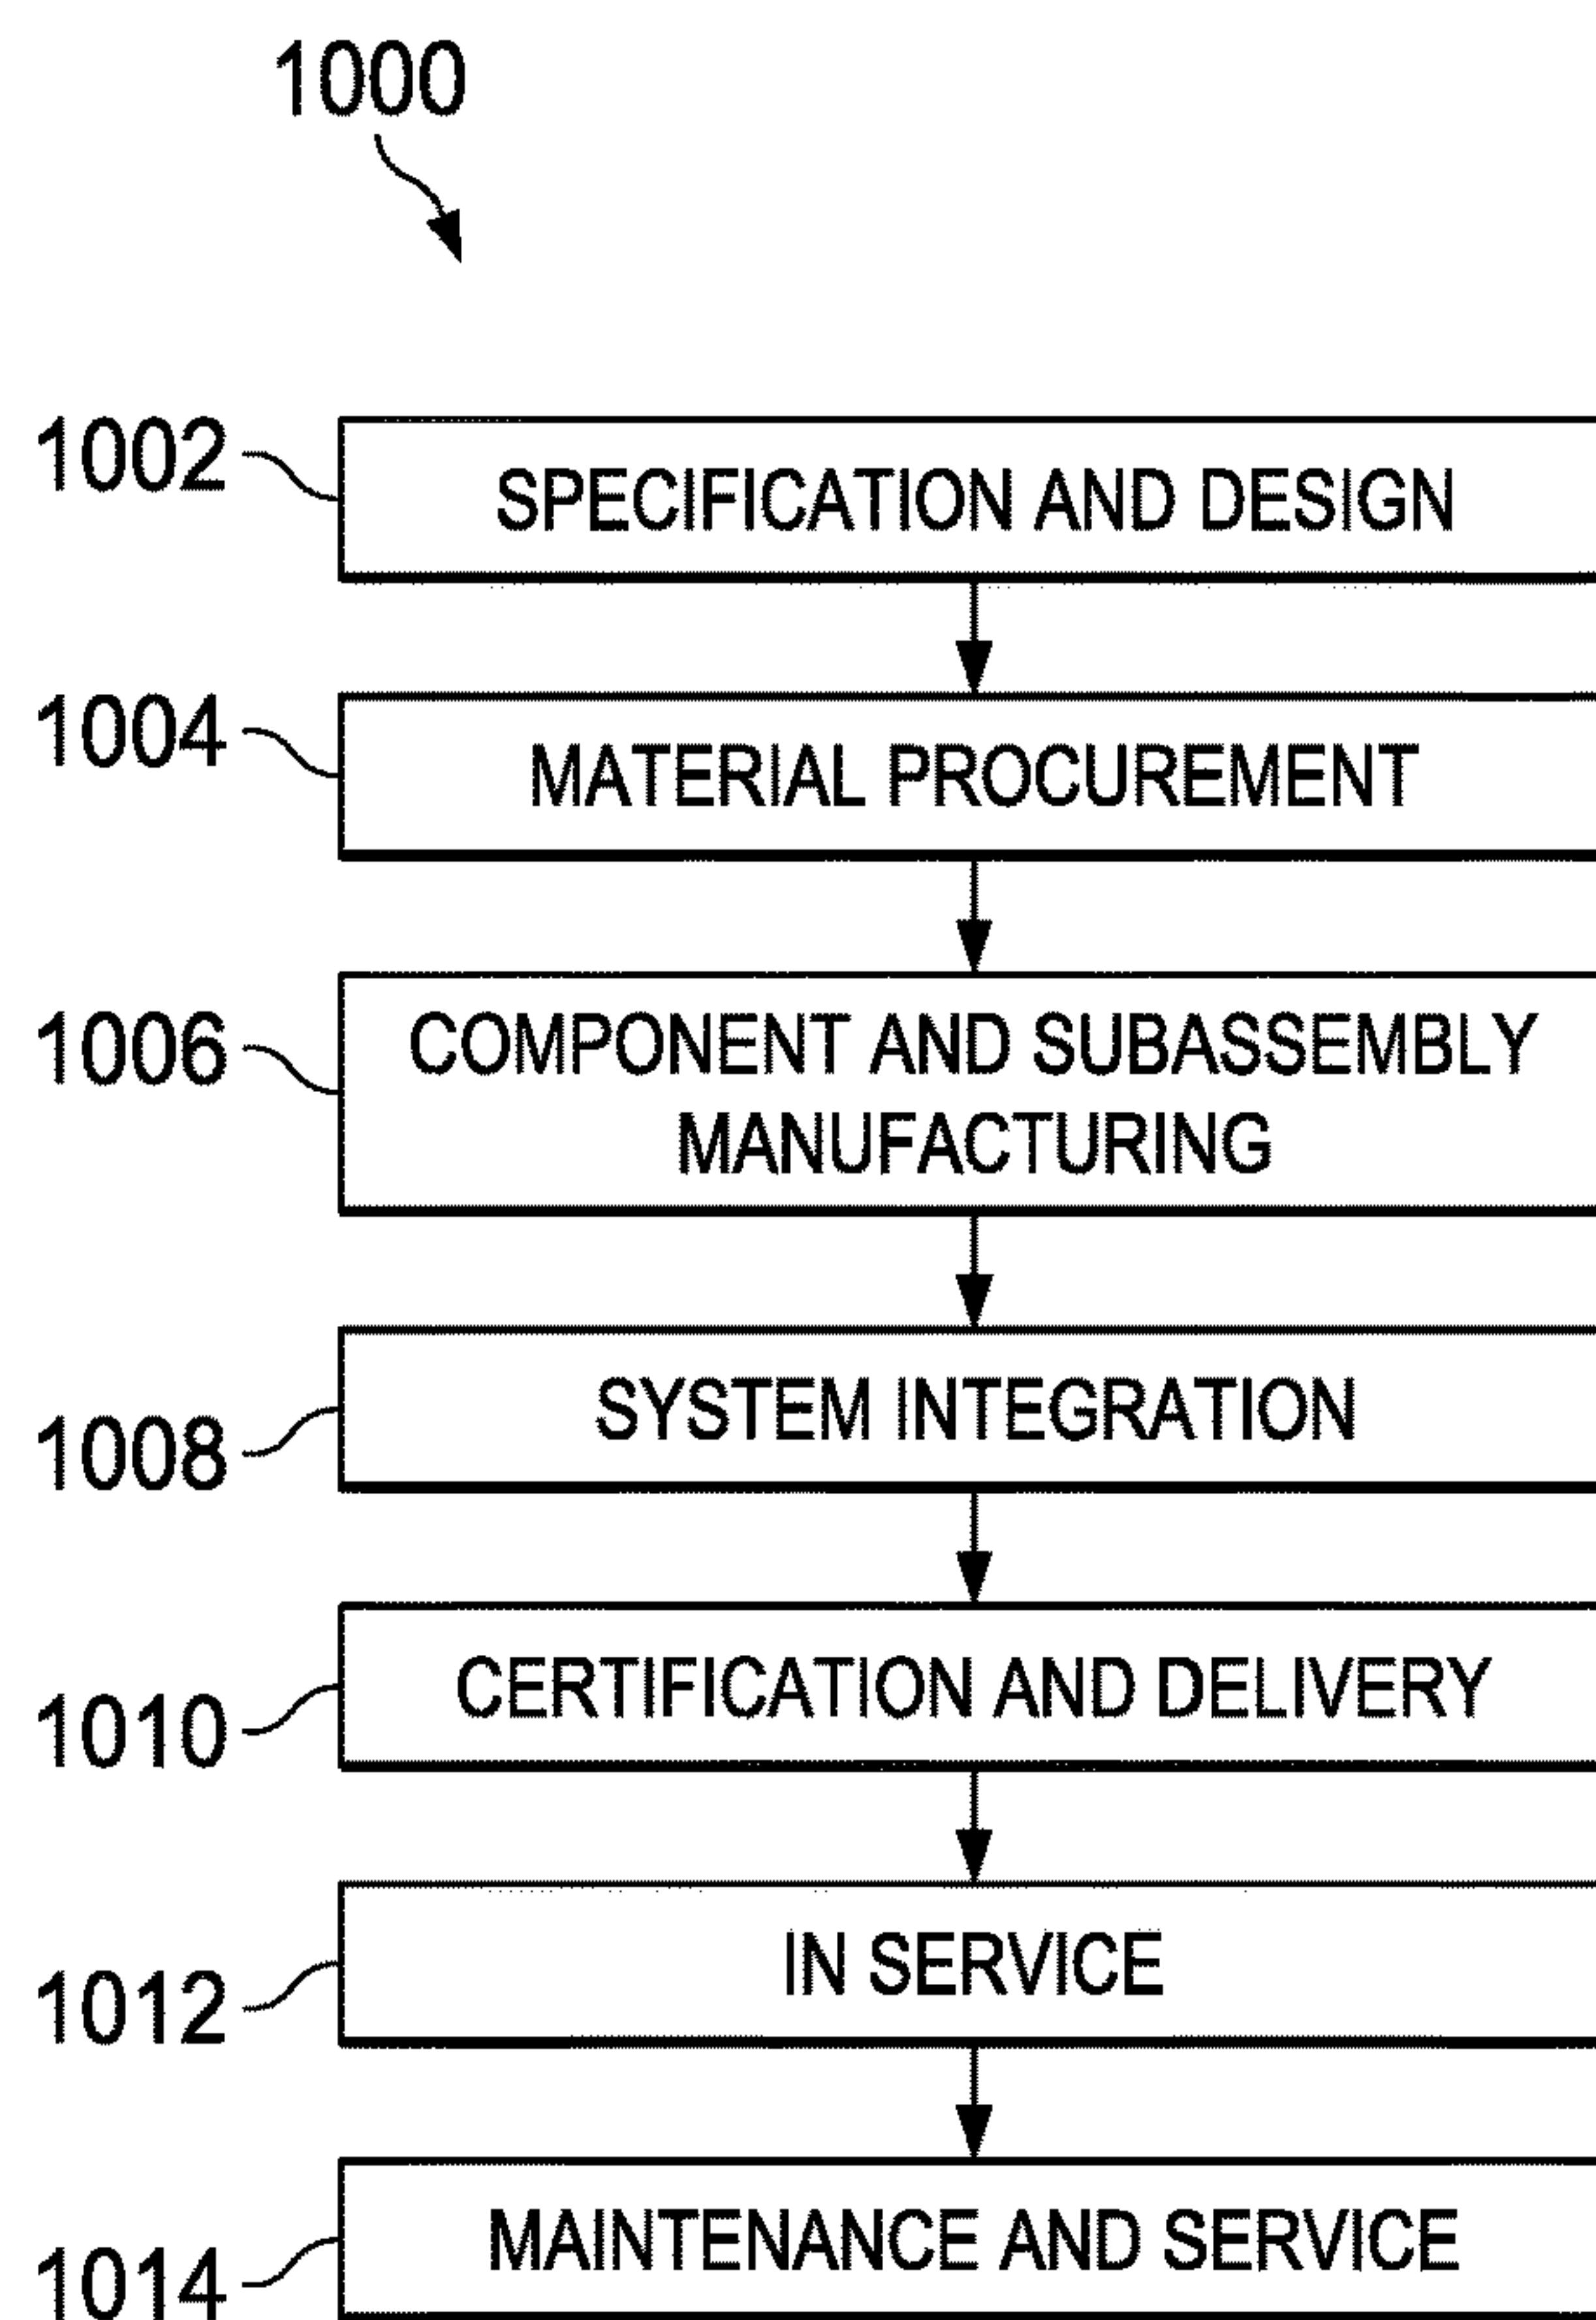 1000
1002
SPECIFICATION AND DESIGN
1004
MATERIAL PROCUREMENT
1006
COMPONENT AND SUBASSEMBLY
MANUFACTURING
1008
SYSTEM INTEGRATION
1010
CERTIFICATION AND DELIVERY
1012
IN SERVICE
1014
MAINTENANCE AND SERVICE